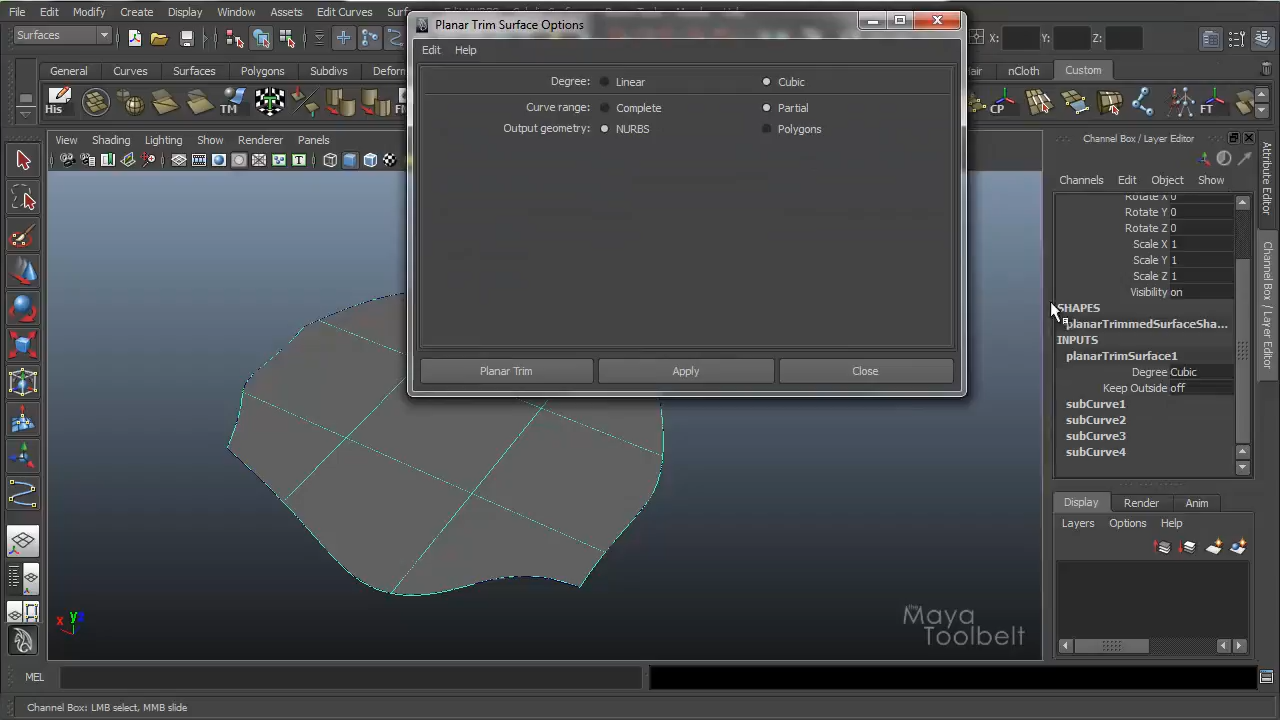 File Edit Modify Create Display Window Assets Edit Curves
Planar Trim Surface Options
Surfaces
X: Y: Z:
Edit Help
General Curves Surfaces Polygons Subdivs
nCloth Custom
Degree: Linear Cubic
Curve range: Complete Partial
Output geometry: NURBS Polygons
His TM CP FT
View Shading Lighting Show Renderer Panels
Channel Box / Layer Editor
Channels Edit Object Show
Rotate X 0
Rotate Y 0
Rotate Z 0
Scale X 1
Scale Y 1
Scale Z 1
Visibility on
SHAPES
planarTrimmedSurfaceSha...
INPUTS
planarTrimSurface1
Degree Cubic
Keep Outside off
subCurve1
subCurve2
subCurve3
subCurve4
Attribute Editor
Channel Box / Layer Editor
Planar Trim Apply Close
Display Render Anim
Layers Options Help
x y
the Maya Toolbelt
MEL
Channel Box: LMB select, MMB slide